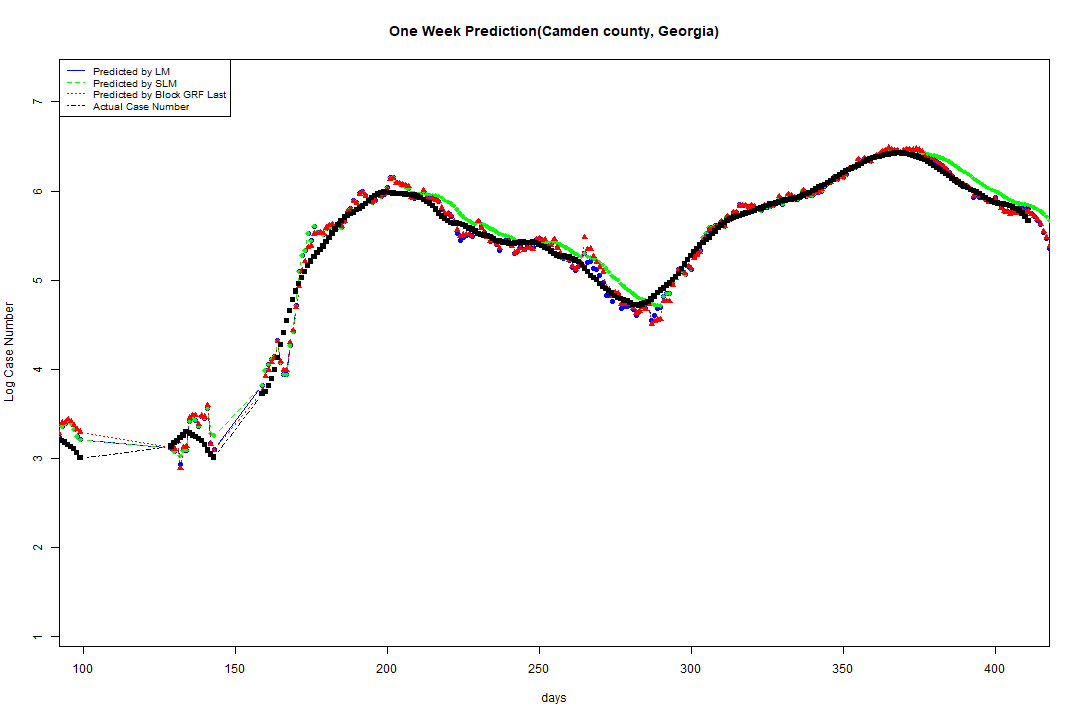 One Week Prediction(Camden county, Georgia)
Predicted by LM
Predicted by SLM
Predicted by Block GRF Last
Actual Case Number
Log Case Number
7
6
5
4
3
2
1
100 150 200 250 300 350 400
days